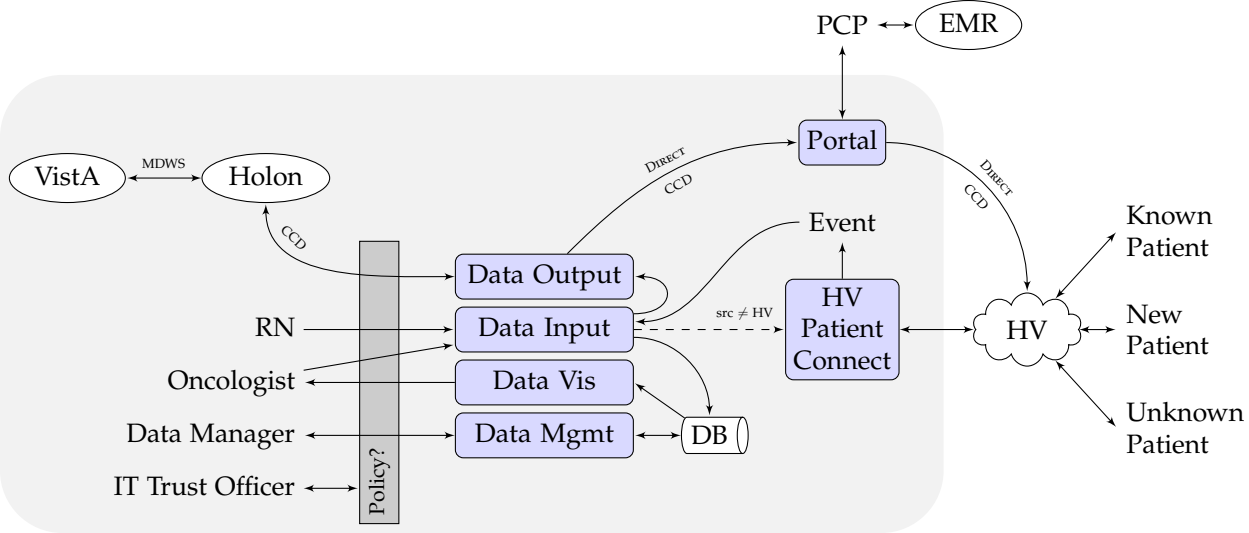 PCP
EMR
Portal
DIRECT
CCD
DIRECT
CCD
VistA
MDWS
Holon
CCD
Event
Known
Patient
Data Output
HV
Patient
Connect
RN
Data Input
src ≠ HV
HV
New
Patient
Oncologist
Data Vis
Data Manager
Data Mgmt
DB
Unknown
Patient
IT Trust Officer
Policy?